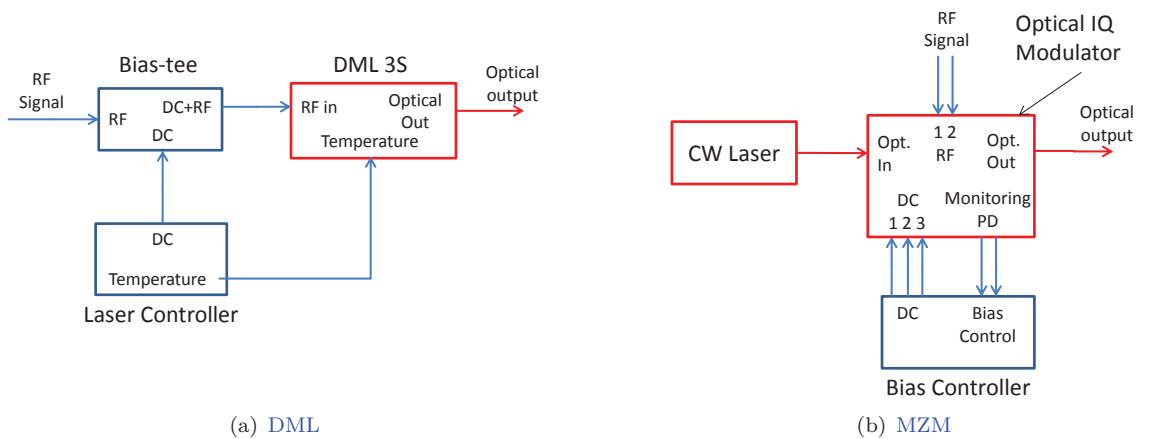 Bias-tee
RF
Signal
RF
DC+RF
DC
DML 3S
RF in
Optical
Out
Temperature
Optical
output
DC
Temperature
Laser Controller
(a) DML
RF
Signal
Optical IQ
Modulator
CW Laser
Opt.
In
1 2
RF
Opt.
Out
Optical
output
DC
1 2 3
Monitoring
PD
DC
Bias
Control
Bias Controller
(b) MZM